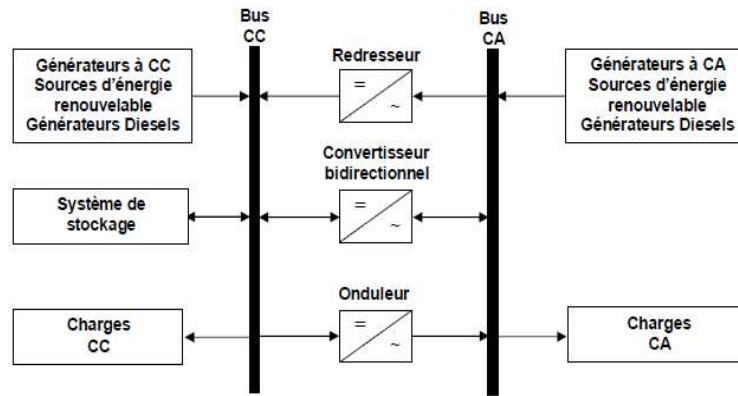 Bus
CC
Bus
CA
Générateurs à CC
Sources d'énergie
renouvelable
Générateurs Diesels
Redresseur
=
~
Générateurs à CA
Sources d'énergie
renouvelable
Générateurs Diesels
Système de
stockage
Convertisseur
bidirectionnel
=
~
Charges
CC
Onduleur
=
~
Charges
CA